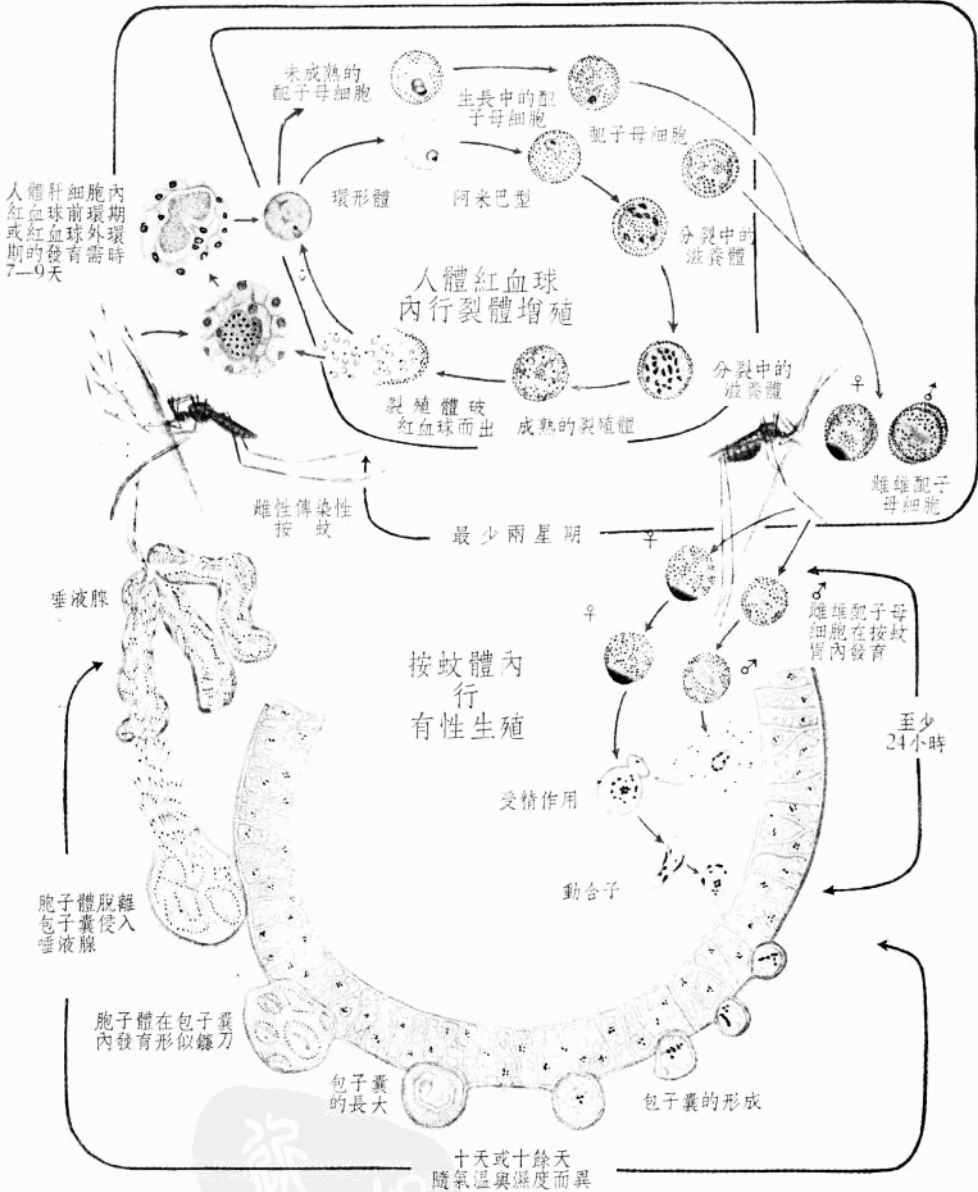 未成熟的
配子母細胞
生長中的配
子母細胞
配子母細胞
人體肝細胞內
紅血球前環期
或紅血球外環
期的發育需時
7—9天
環形體
阿米巴型
分裂中的
滋養體
人體紅血球
內行裂體增殖
分裂中的
滋養體
裂殖體破
紅血球而出
成熟的裂殖體
♀
♂
雌雄配子
母細胞
雌性傳染性
按蚊
最少兩星期
♀
唾液腺
♀
♂
雌雄配子母
細胞在按蚊
胃內發育
♂
按蚊體內
行
有性生殖
至少
24小時
受精作用
動合子
胞子體脫離
包子囊侵入
唾液腺
胞子體在包子囊
內發育形似鐮刀
包子囊
的長大
包子囊的形成
十天或十餘天
隨氣溫與濕度而異